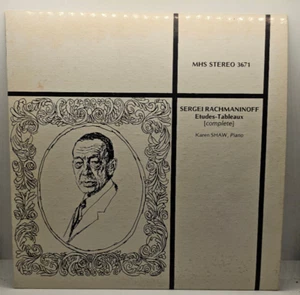 MHS STEREO 3671
SERGEI RACHMANINOFF
Etudes-Tableaux
(complete)
Karen SHAW, Piano